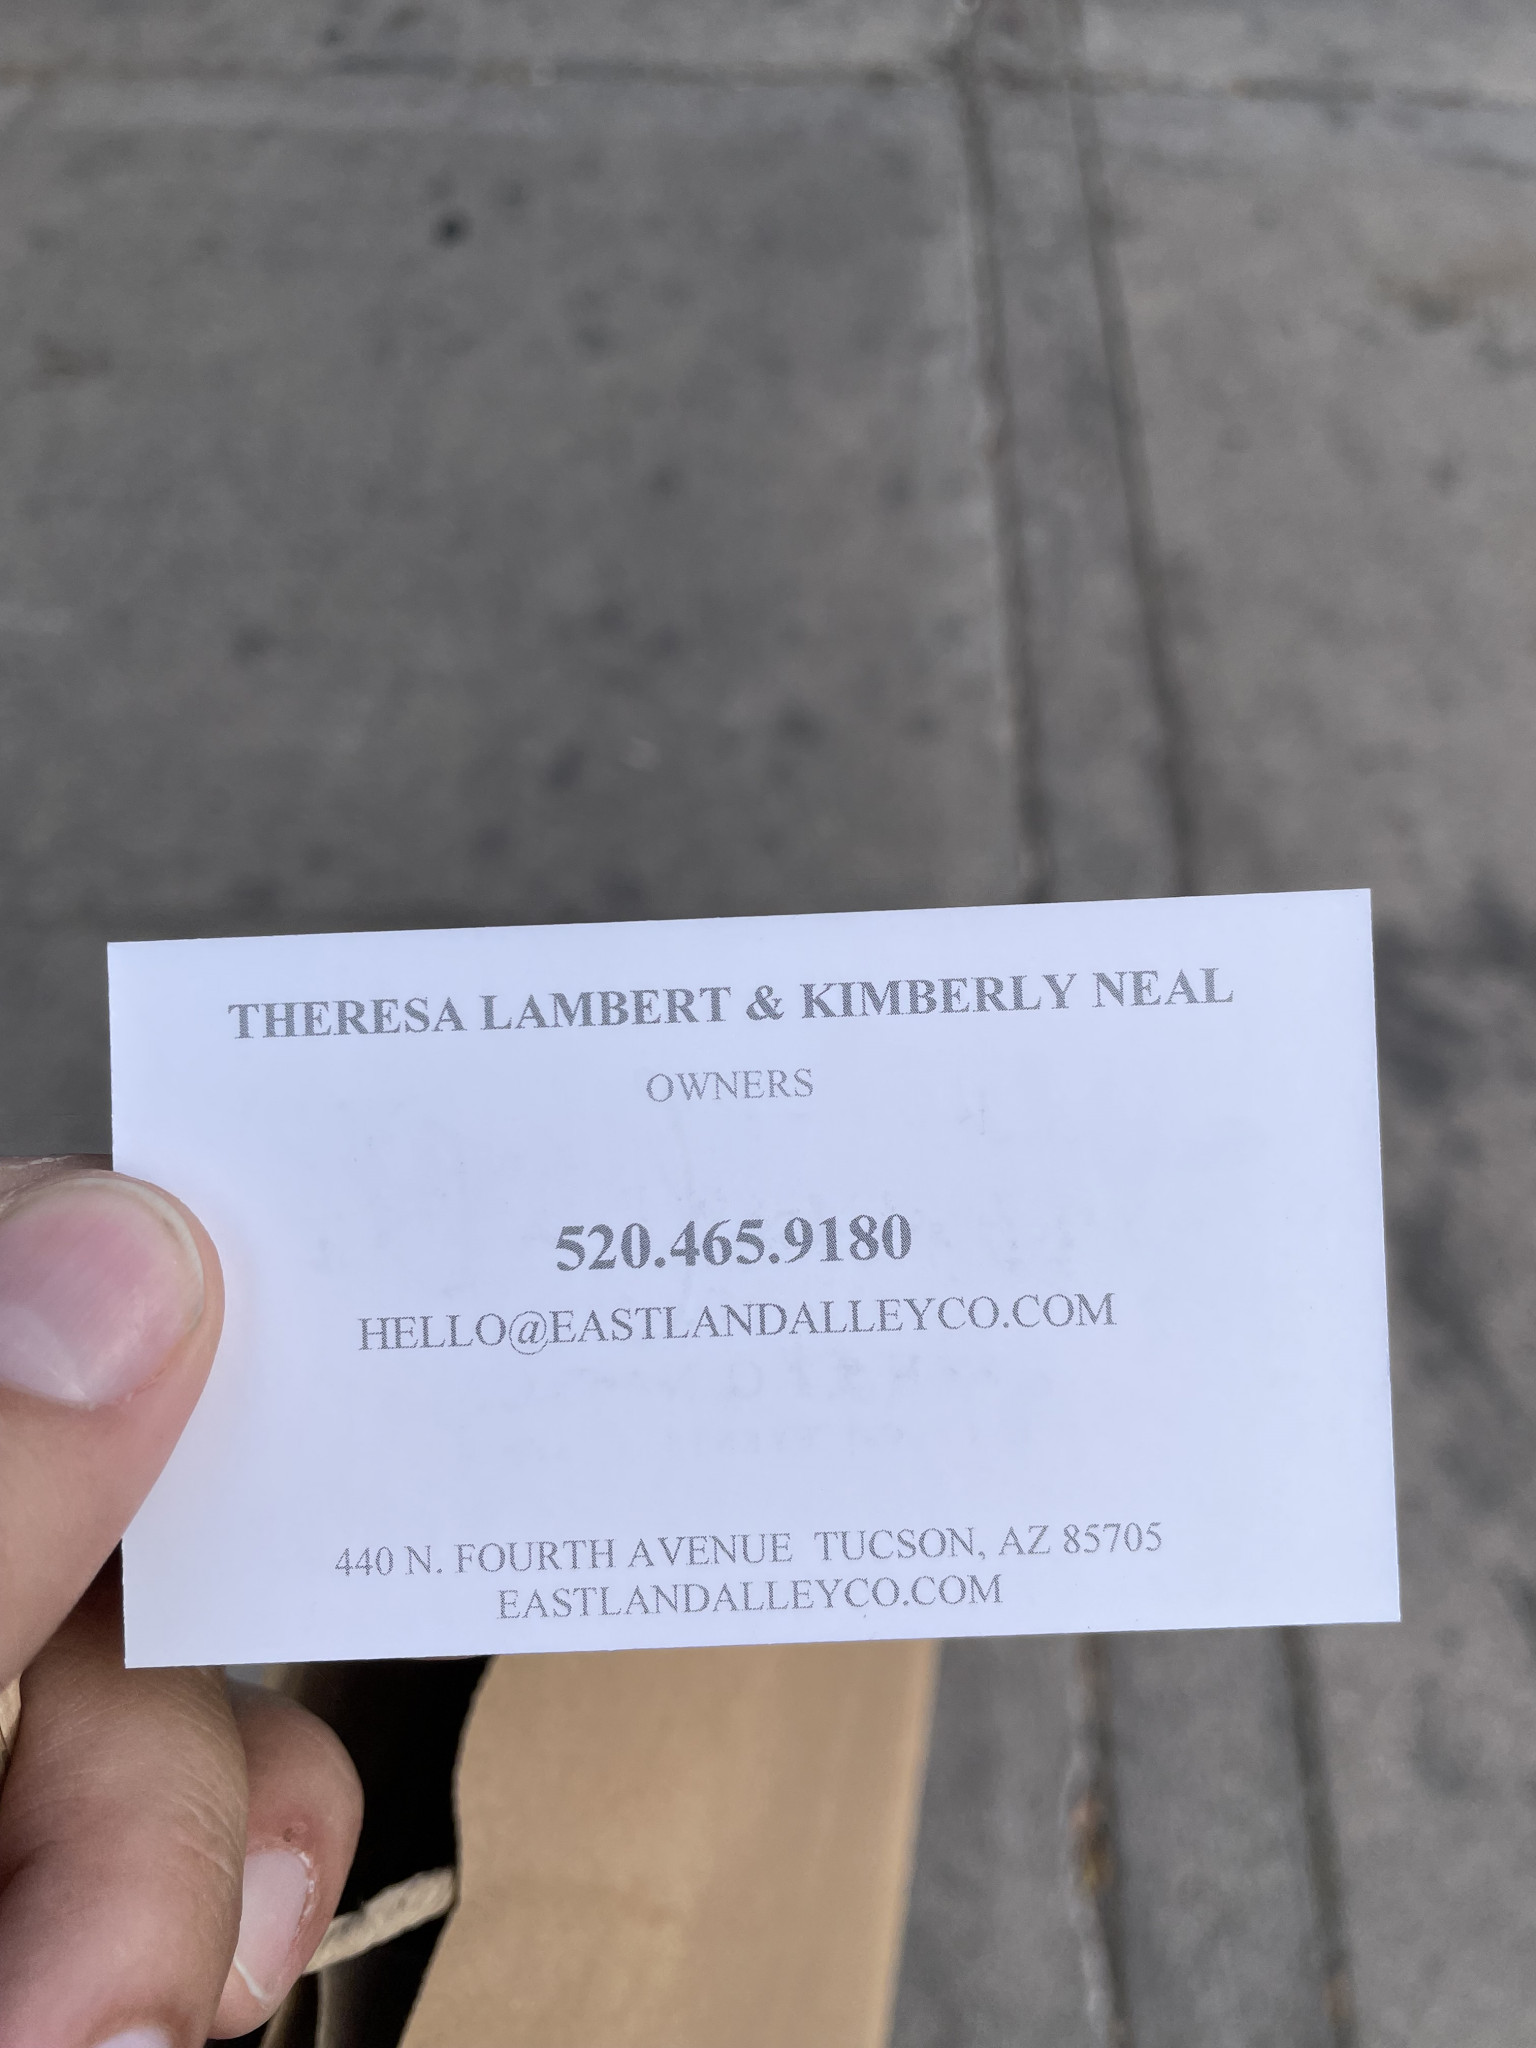 THERESA LAMBERT & KIMBERLY NEAL
OWNERS
520.465.9180
HELLO@EASTLANDALLEYCO.COM
440 N. FOURTH AVENUE TUCSON, AZ 85705
EASTLANDALLEYCO.COM